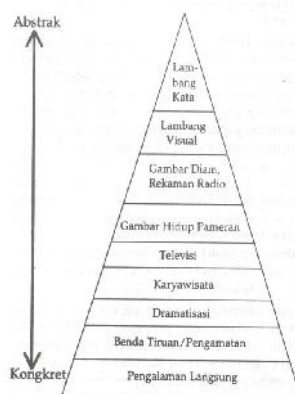 Abstrak
Lam-
bang
Kata
Lambang
Visual
Gambar Diam,
Rekaman Radio
Gambar Hidup Pameran
Televisi
Karyawisata
Dramatisasi
Benda Tiruan/Pengamatan
Kongkret
Pengalaman Langsung